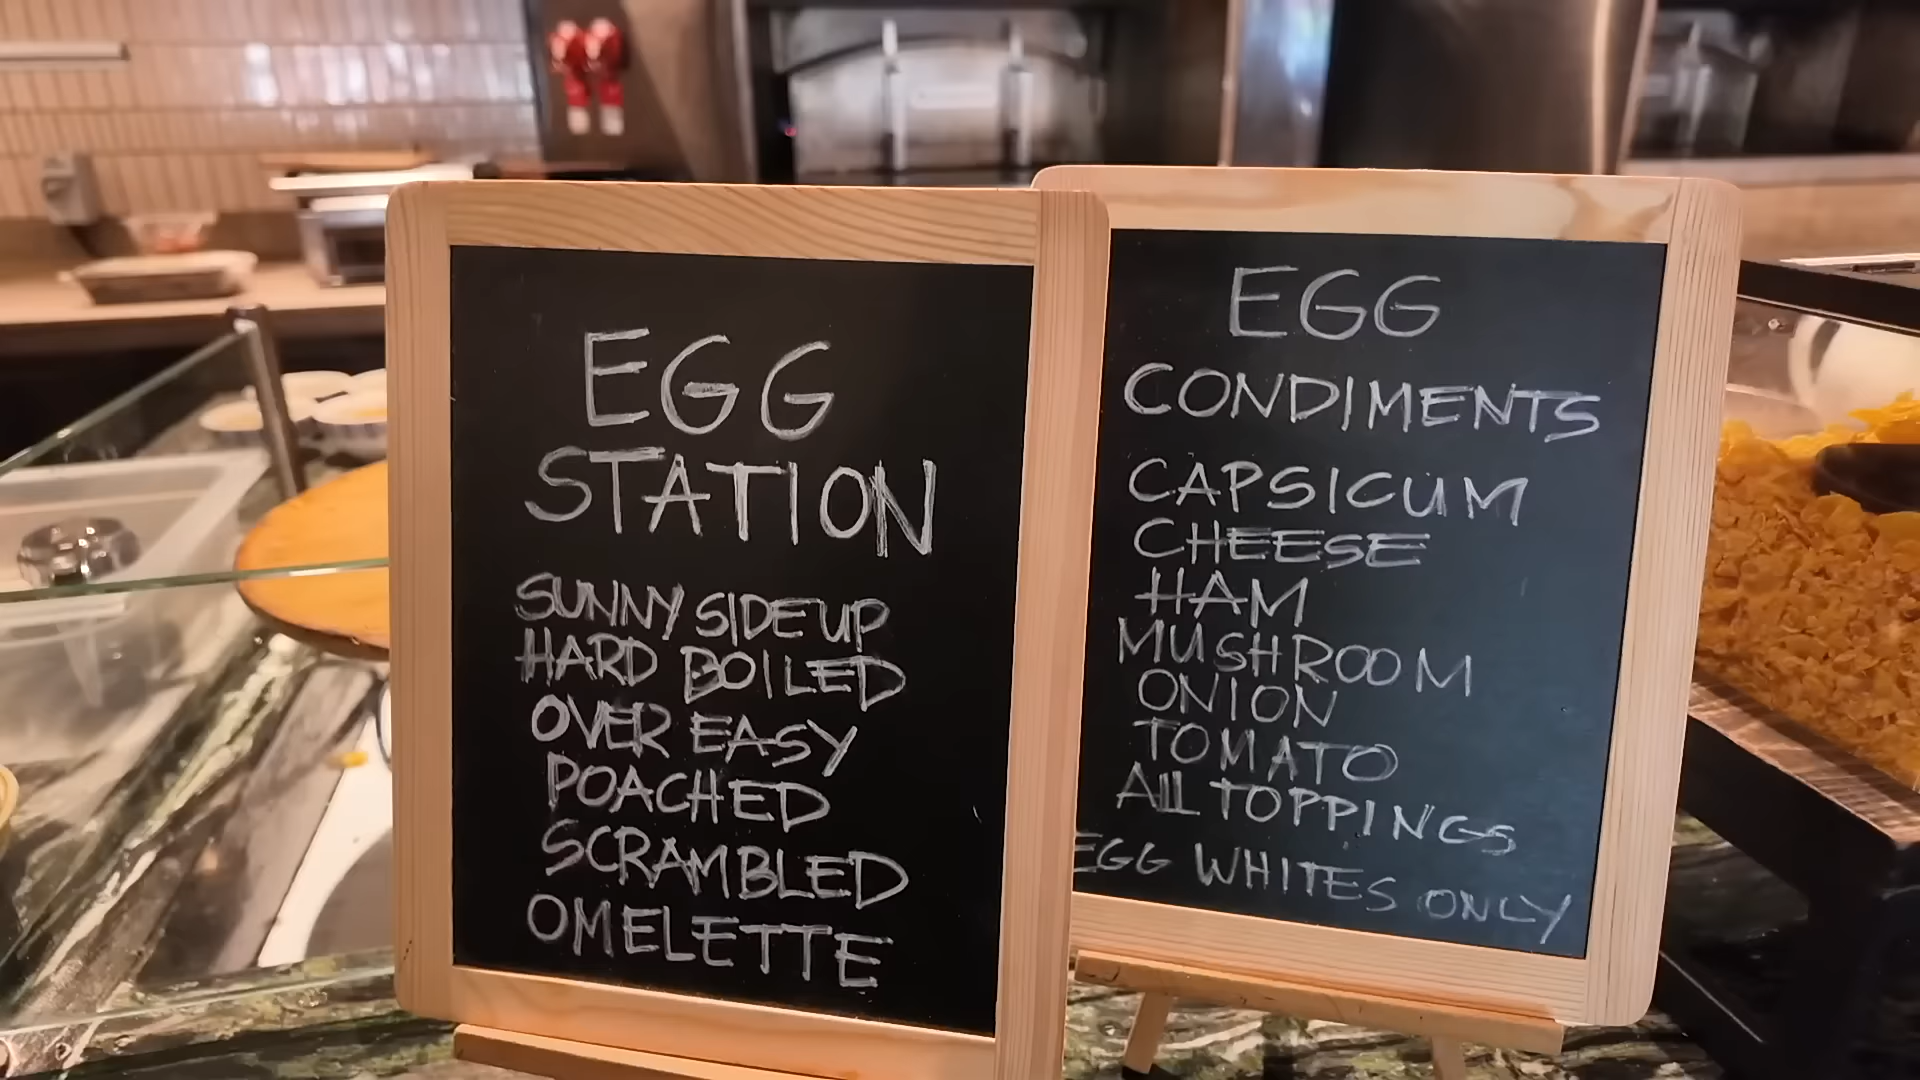 EGG
STATION
SUNNY SIDE UP
HARD BOILED
OVER EASY
POACHED
SCRAMBLED
OMELETTE
EGG
CONDIMENTS
CAPSICUM
CHEESE
HAM
MUSHROOM
ONION
TOMATO
All TOPPINGS
EGG WHITES ONLY